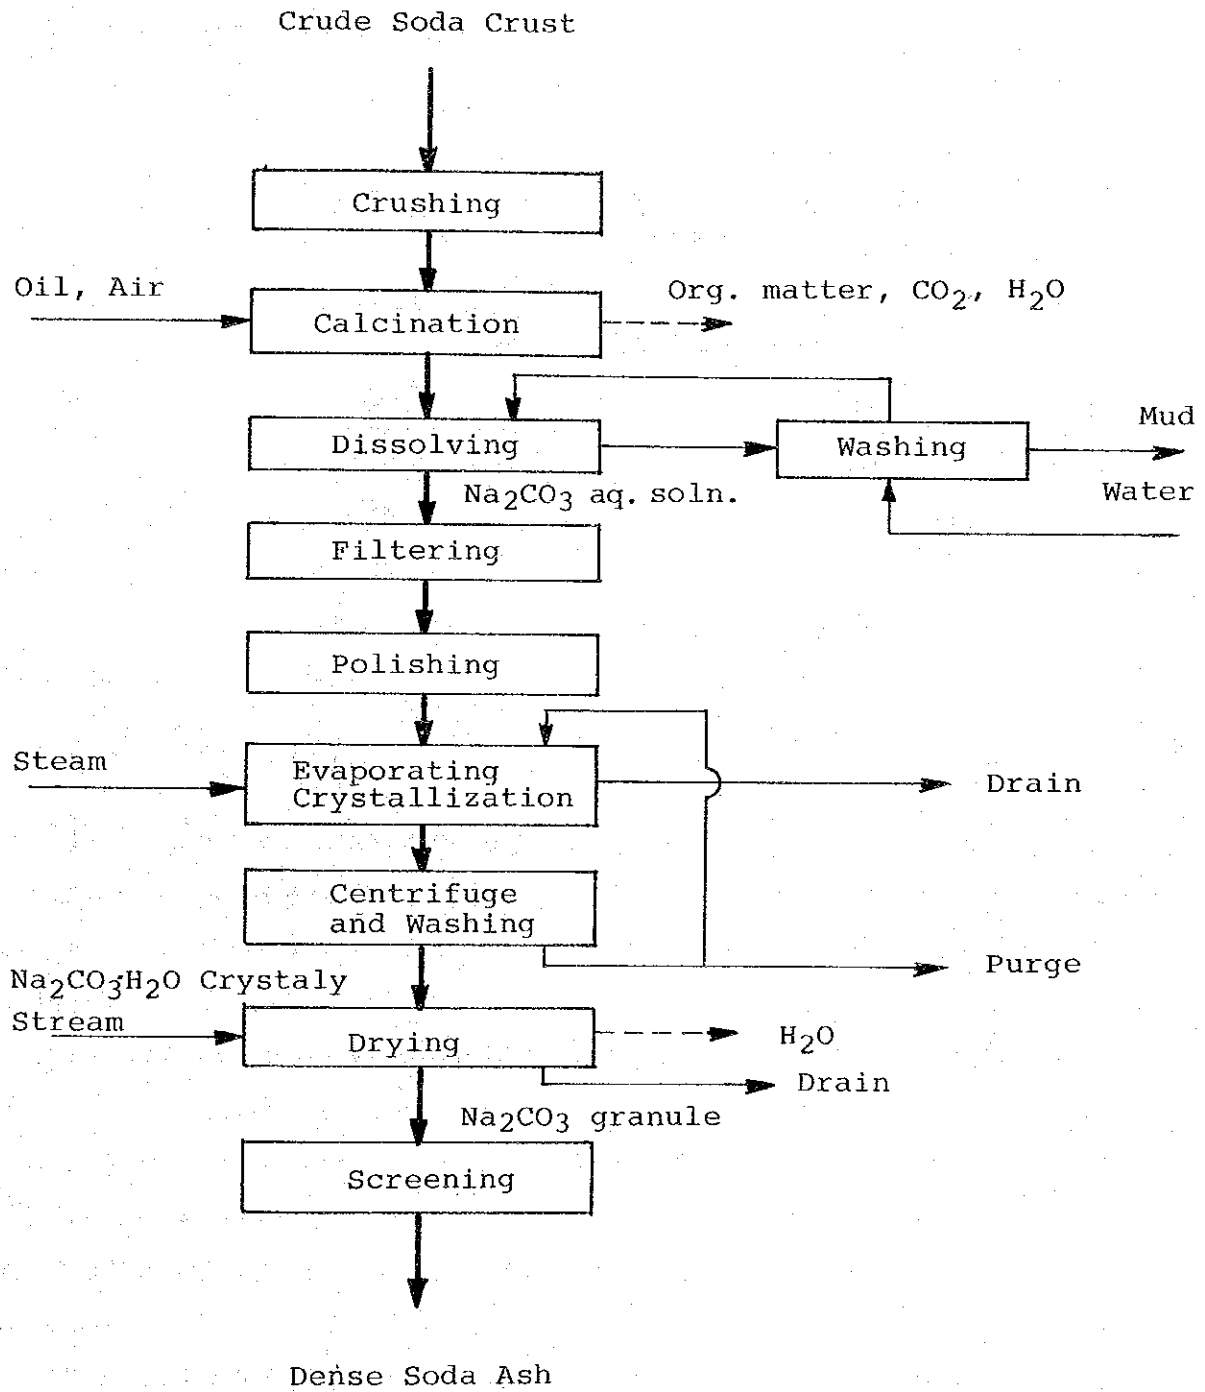 Crude Soda Crust
Crushing
Oil, Air
Org. matter, CO2, H2O
Calcination
Mud
Dissolving
Washing
Na2CO3 aq. soln.
Water
Filtering
Polishing
Steam
Evaporating
Crystallization
Drain
Centrifuge
and Washing
Purge
Na2CO3·H2O Crystaly
Stream
Drying
H2O
Drain
Na2CO3 granule
Screening
Dense Soda Ash